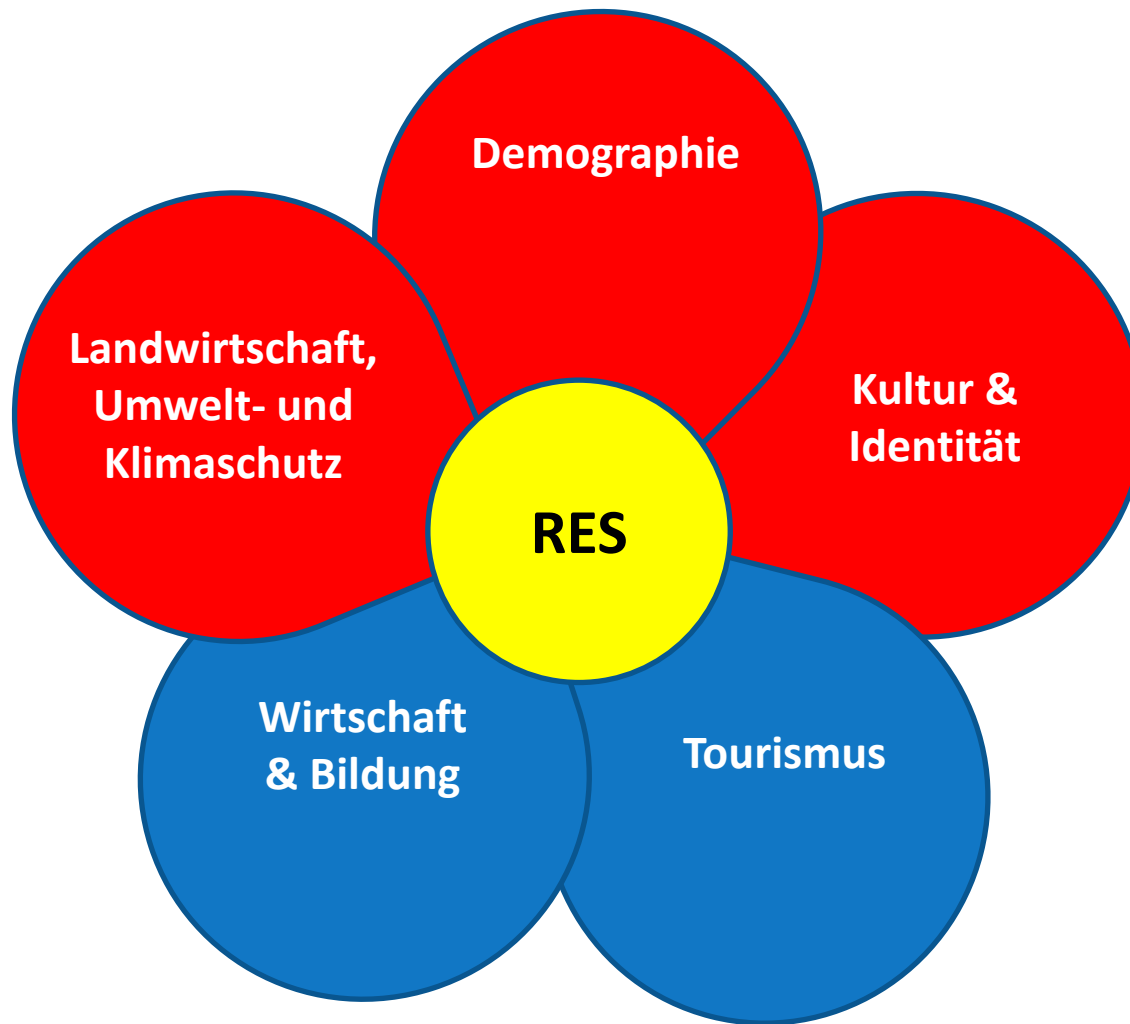 Demographie
Landwirtschaft,
Umwelt- und
Klimaschutz
Kultur &
Identität
RES
Wirtschaft
& Bildung
Tourismus